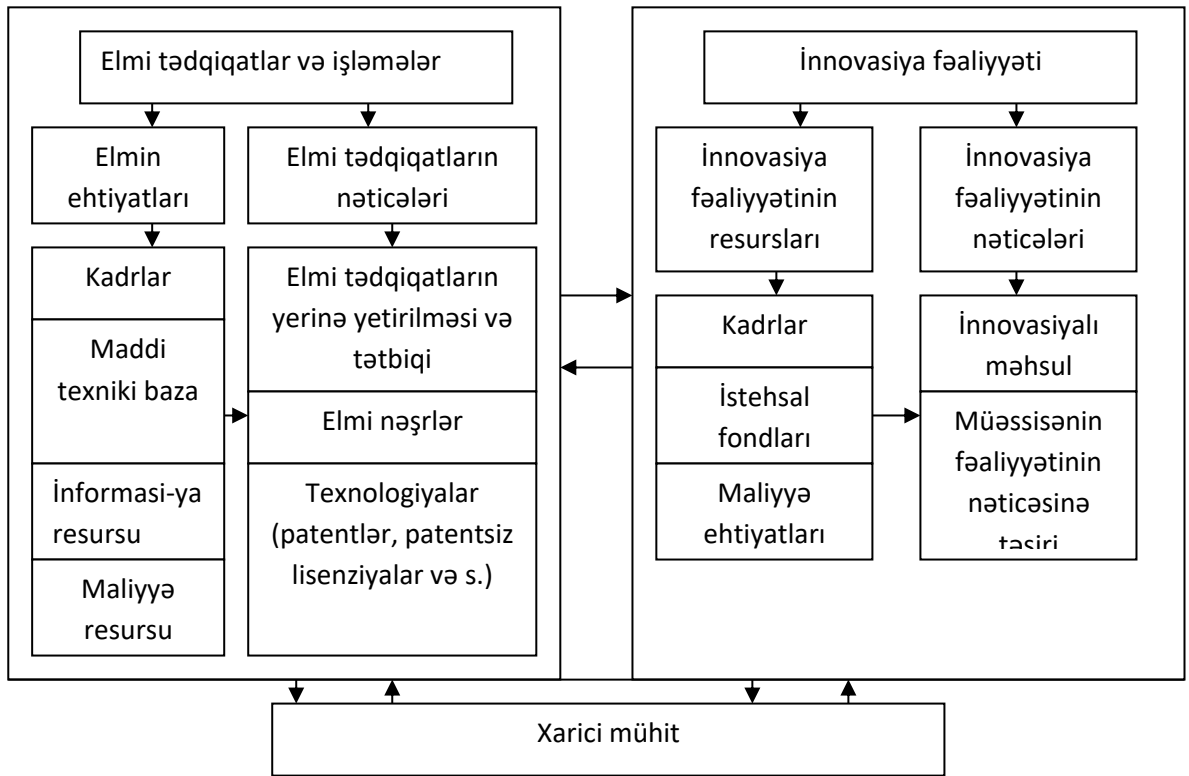 Elmi tədqiqatlar və işləmələr
Elmin
ehtiyatları
Elmi tədqiqatların
nəticələri
Kadrlar
Maddi
texniki baza
İnformasi-ya
resursu
Maliyyə
resursu
Elmi tədqiqatların
yerinə yetirilməsi və
tətbiqi
Elmi nəşrlər
Texnologiyalar
(patentlər, patentsiz
lisenziyalar və s.)
İnnovasiya fəaliyyəti
İnnovasiya
fəaliyyətinin
resursları
İnnovasiya
fəaliyyətinin
nəticələri
Kadrlar
İstehsal
fondları
Maliyyə
ehtiyatları
İnnovasiyalı
məhsul
Müəssisənin
fəaliyyətinin
nəticəsinə
təsiri
Xarici mühit